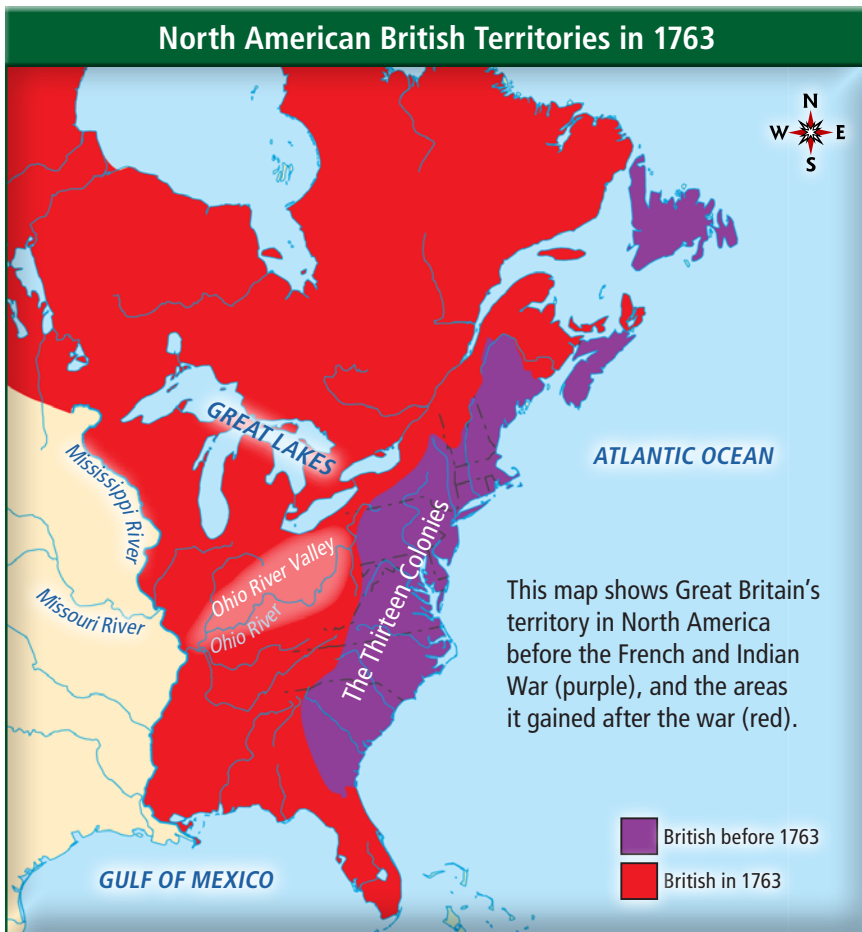 North American British Territories in 1763
N
W E
S
GREAT LAKES
Mississippi River
ATLANTIC OCEAN
The Thirteen Colonies
Ohio River Valley
Ohio River
Missouri River
This map shows Great Britain's
territory in North America
before the French and Indian
War (purple), and the areas
it gained after the war (red).
British before 1763
British in 1763
GULF OF MEXICO